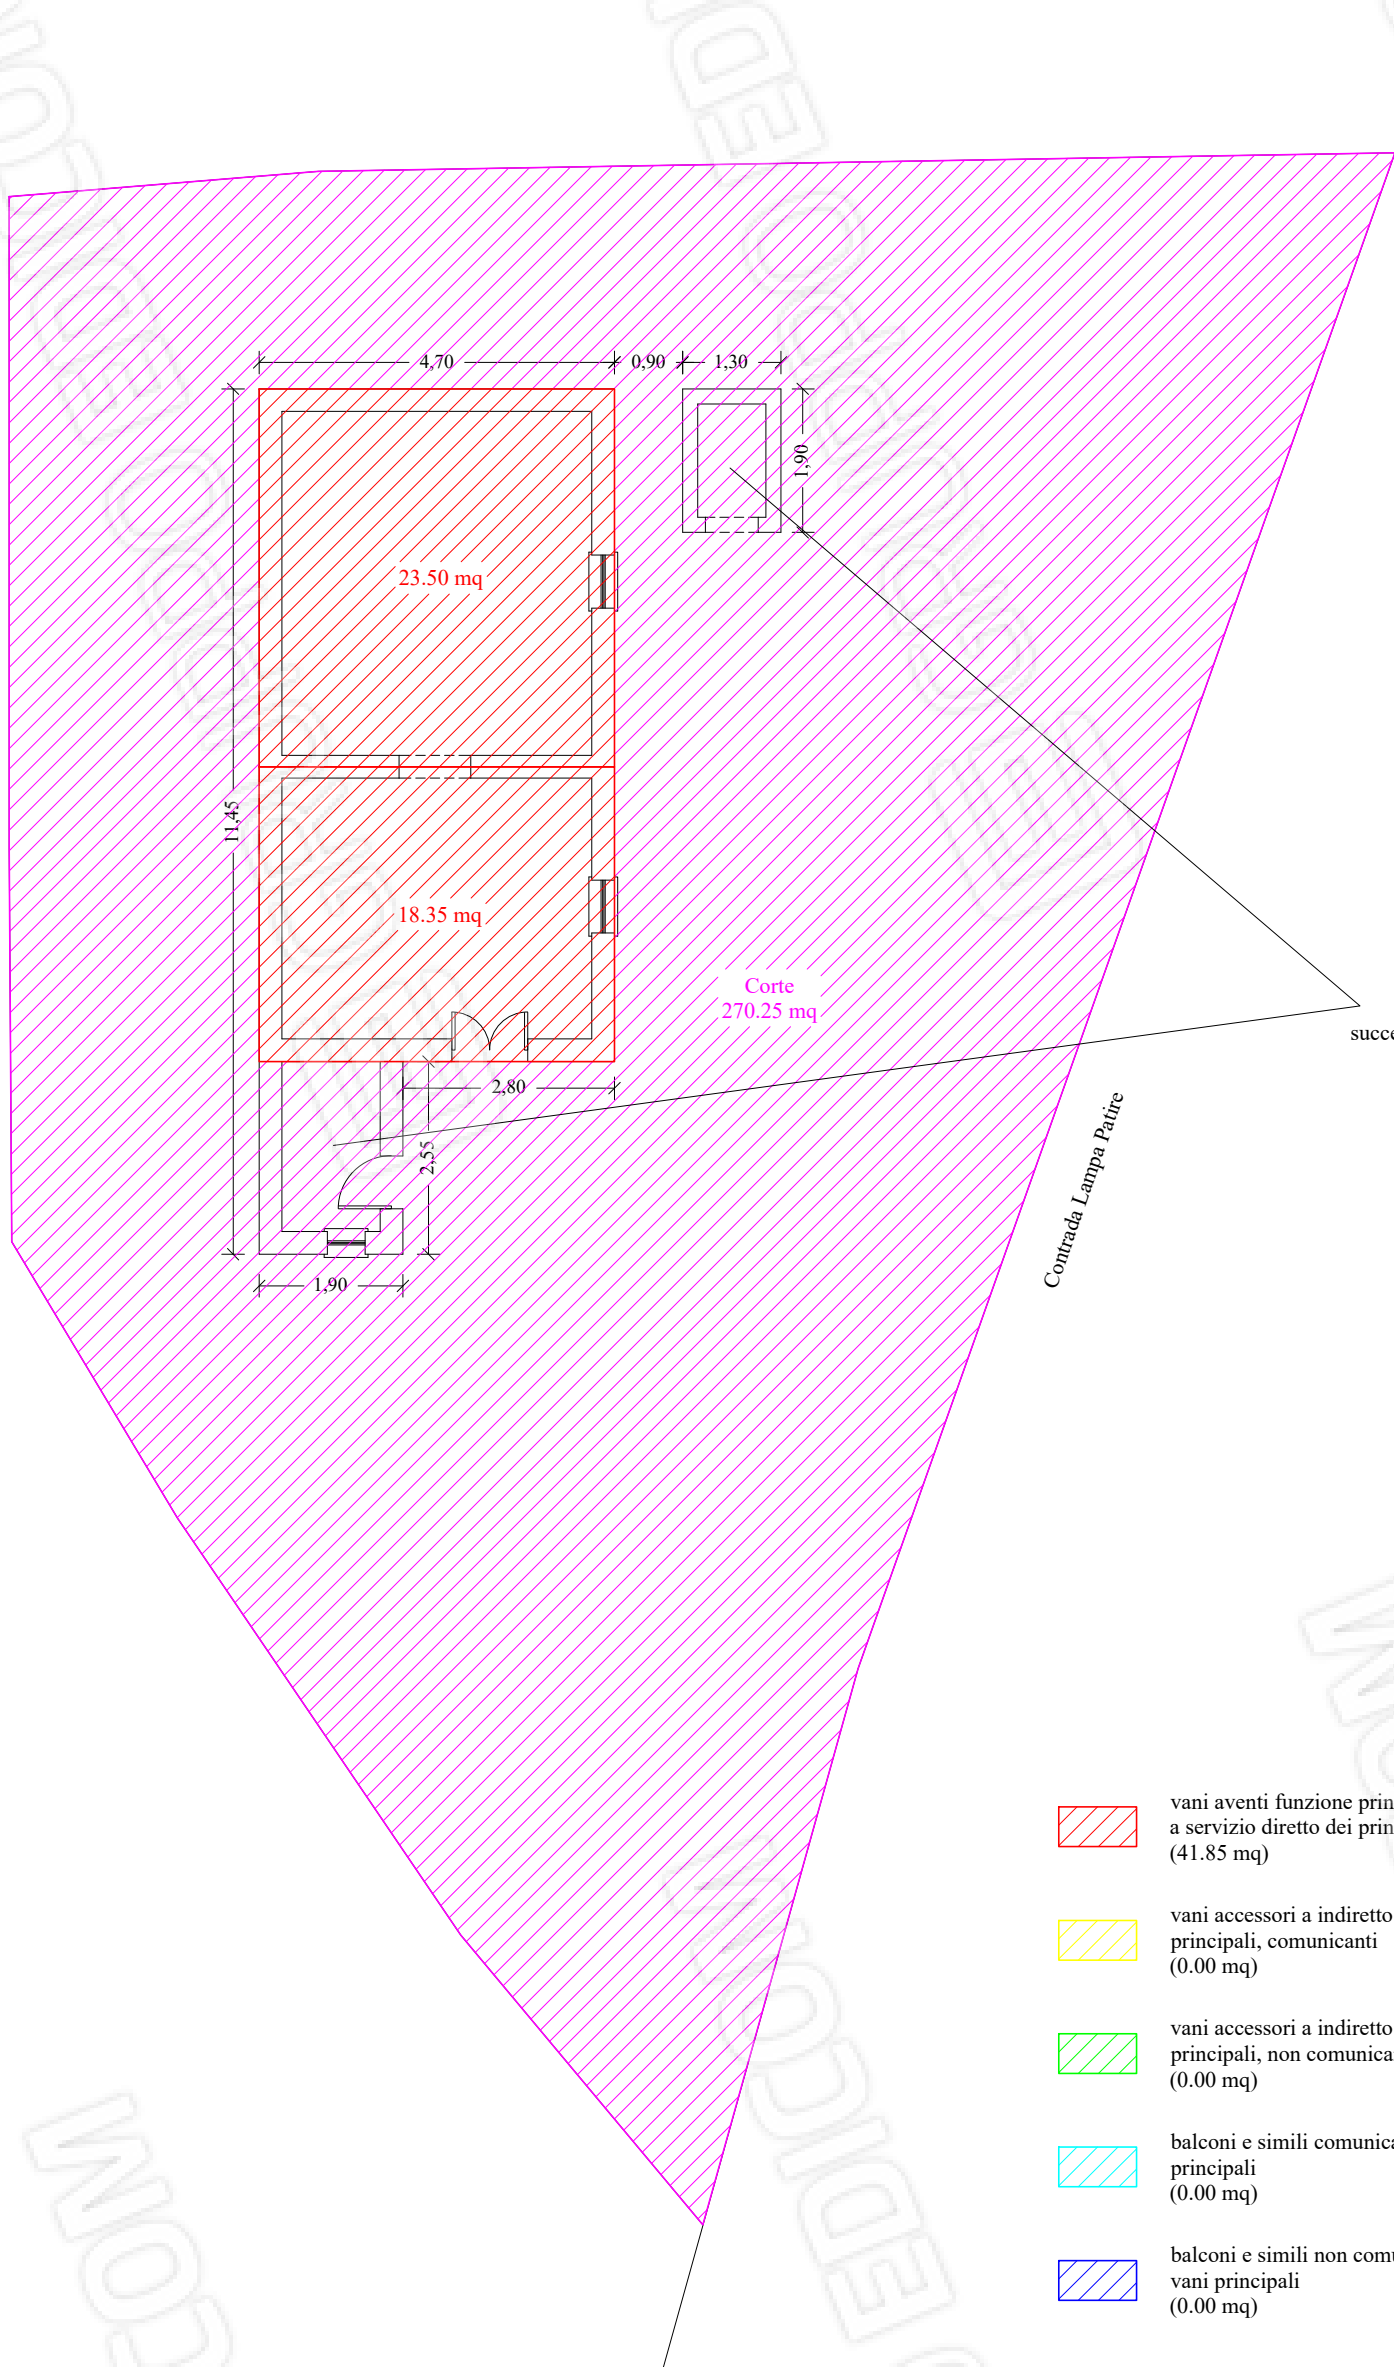 4,70
0,90
1,30
1,90
23.50 mq
11,45
18.35 mq
Corte
270.25 mq
2,80
2,55
1,90
Contrada Lampa Patire
vani aventi funzione
a servizio diretto dei
(41.85 mq)
vani accessori a indiretto
principali, comunicanti
(0.00 mq)
vani accessori a indiretto
principali, non
(0.00 mq)
balconi e simili
principali
(0.00 mq)
balconi e simili non
vani principali
(0.00 mq)